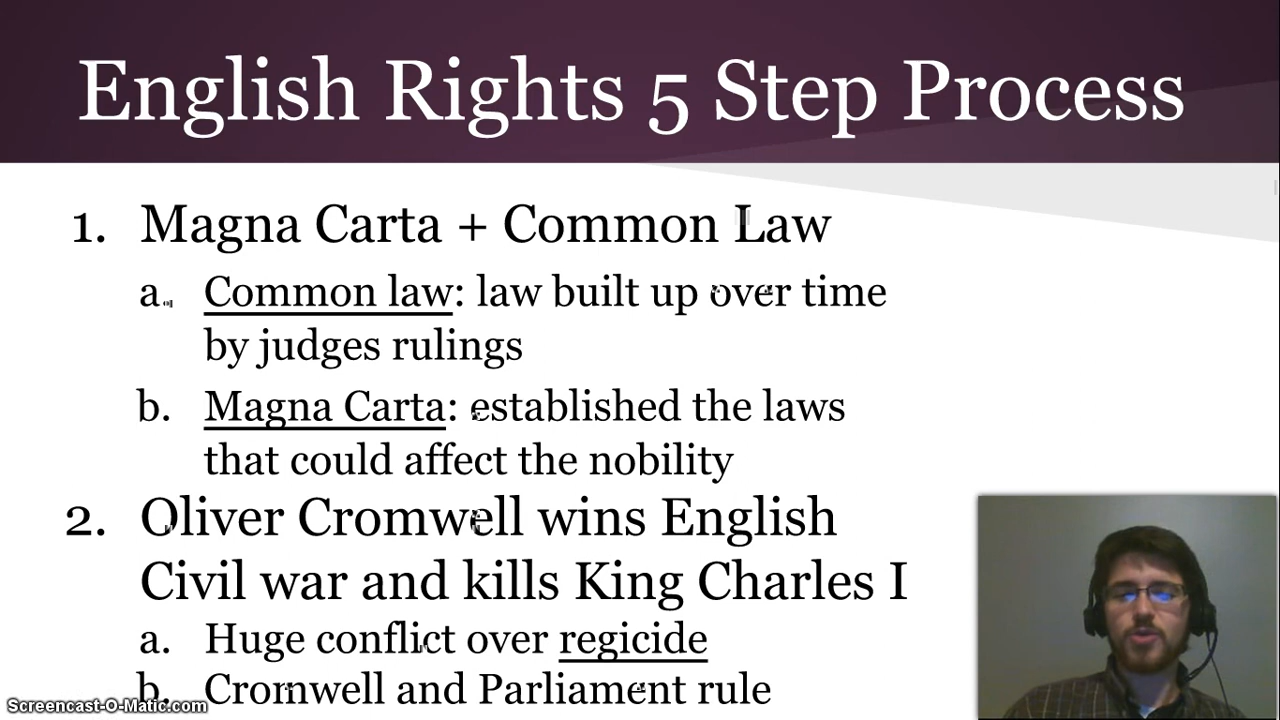 English Rights 5 Step Process
1. Magna Carta + Common Law
a. Common law: law built up over time
by judges rulings
b. Magna Carta: established the laws
that could affect the nobility
2. Oliver Cromwell wins English
Civil war and kills King Charles I
a. Huge conflict over regicide
b. Cromwell and Parliament rule
Screencast-O-Matic.com